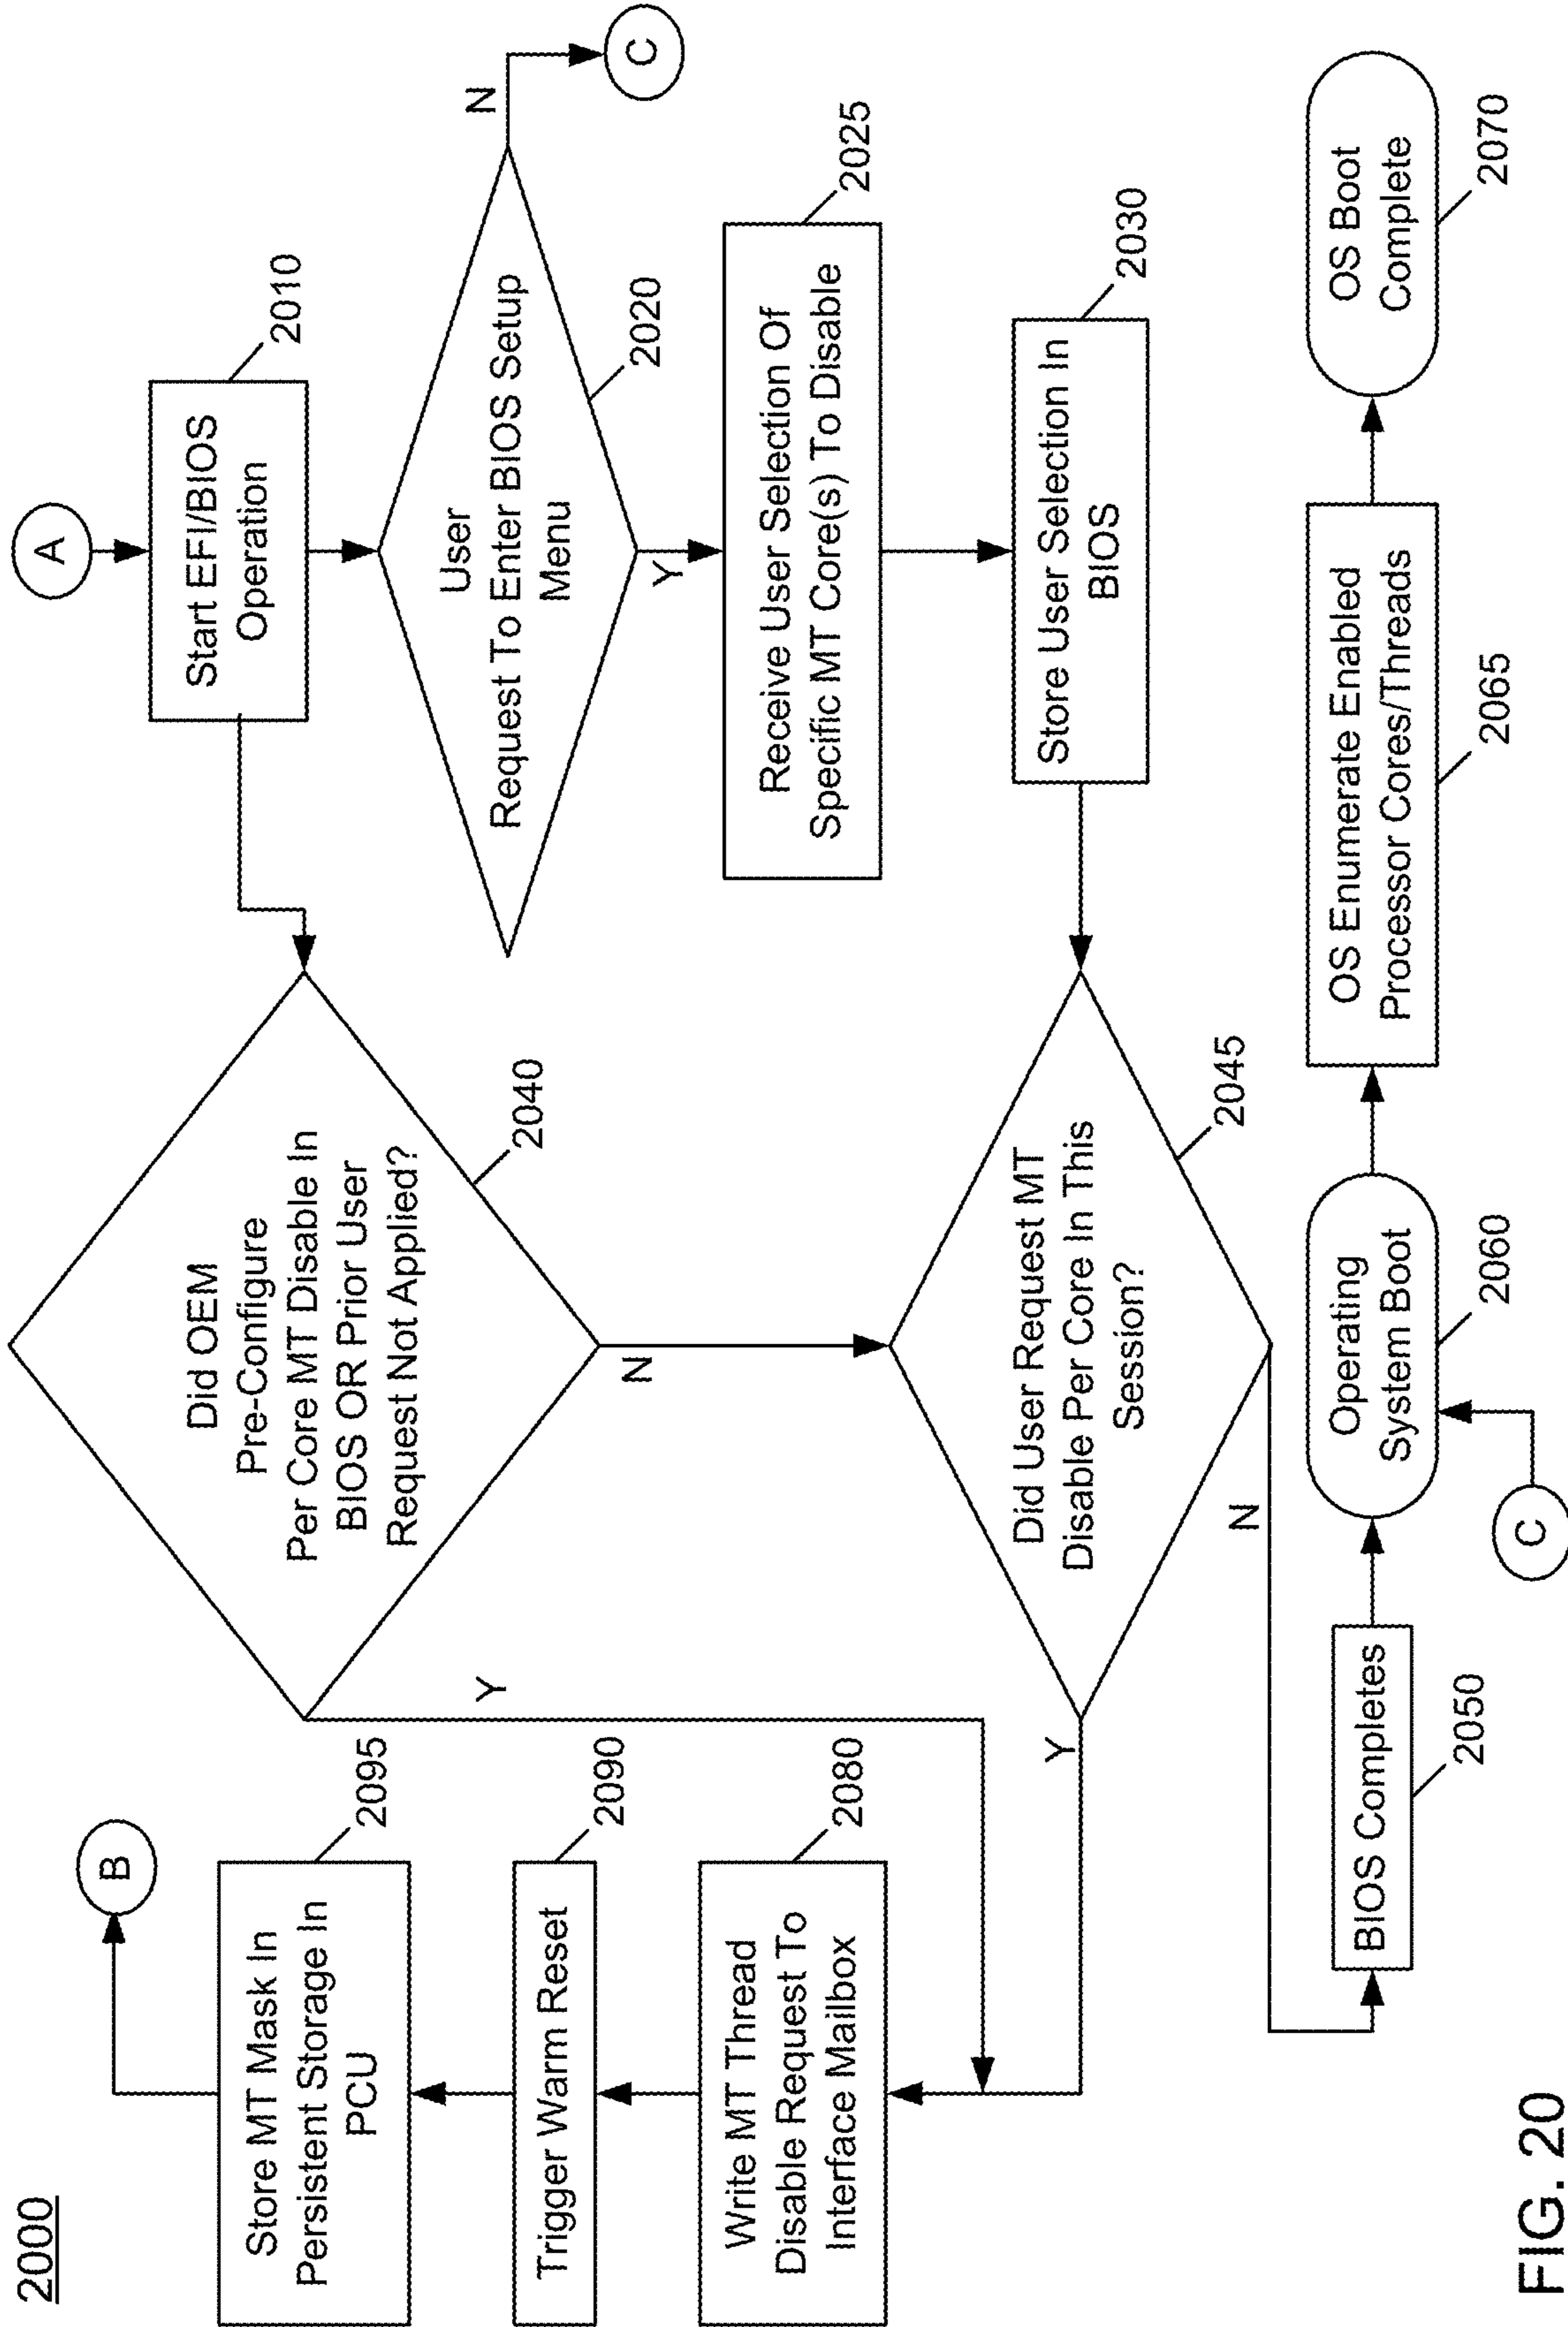 2000
A
Start EFI/BIOS
Operation
2010
User
Request To Enter BIOS Setup
Menu
2020
N
C
Y
Receive User Selection Of
Specific MT Core(s) To Disable
2025
Store User Selection In
BIOS
2030
Did OEM
Pre-Configure
Per Core MT Disable In
BIOS OR Prior User
Request Not Applied?
2040
N
Y
Did User Request MT
Disable Per Core In This
Session?
2045
Y
N
B
Store MT Mask In
Persistent Storage In
PCU
2095
Trigger Warm Reset
2090
Write MT Thread
Disable Request To
Interface Mailbox
2080
BIOS Completes
2050
Operating
System Boot
2060
C
OS Enumerate Enabled
Processor Cores/Threads
2065
OS Boot
Complete
2070
FIG. 20